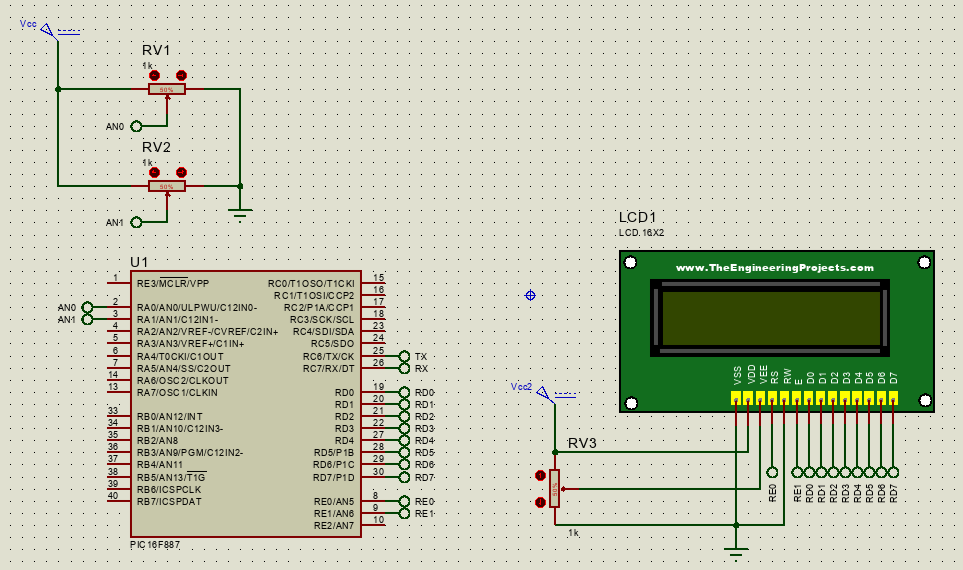 Vcc
RV1
1k
50%
AN0
RV2
1k
50%
AN1
LCD1
LCD.16X2
www.TheEngineeringProjects.com
VSS VDD VEE RS RW E D0 D1 D2 D3 D4 D5 D6 D7
RE0 RE1 RD0 RD1 RD2 RD3 RD4 RD5 RD6 RD7
Vcc2
RV3
50%
1k
U1
AN0
AN1
1 RE3/MCLR/VPP
2 RA0/AN0/ULPWU/C12IN0-
3 RA1/AN1/C12IN1-
4 RA2/AN2/VREF-/CVREF/C2IN+
5 RA3/AN3/VREF+/C1IN+
6 RA4/T0CKI/C1OUT
7 RA5/AN4/SS/C2OUT
14 RA6/OSC2/CLKOUT
13 RA7/OSC1/CLKIN
33 RB0/AN12/INT
34 RB1/AN10/C12IN3-
35 RB2/AN8
36 RB3/AN9/PGM/C12IN2-
37 RB4/AN11
38 RB5/AN13/T1G
39 RB6/ICSPCLK
40 RB7/ICSPDAT
RC0/T1OSO/T1CKI 15
RC1/T1OSI/CCP2 16
RC2/P1A/CCP1 17
RC3/SCK/SCL 18
RC4/SDI/SDA 23
RC5/SDO 24
RC6/TX/CK 25 TX
RC7/RX/DT 26 RX
RD0 19 RD0
RD1 20 RD1
RD2 21 RD2
RD3 22 RD3
RD4 27 RD4
RD5/P1B 28 RD5
RD6/P1C 29 RD6
RD7/P1D 30 RD7
RE0/AN5 8 RE0
RE1/AN6 9 RE1
RE2/AN7 10
PIC16F887